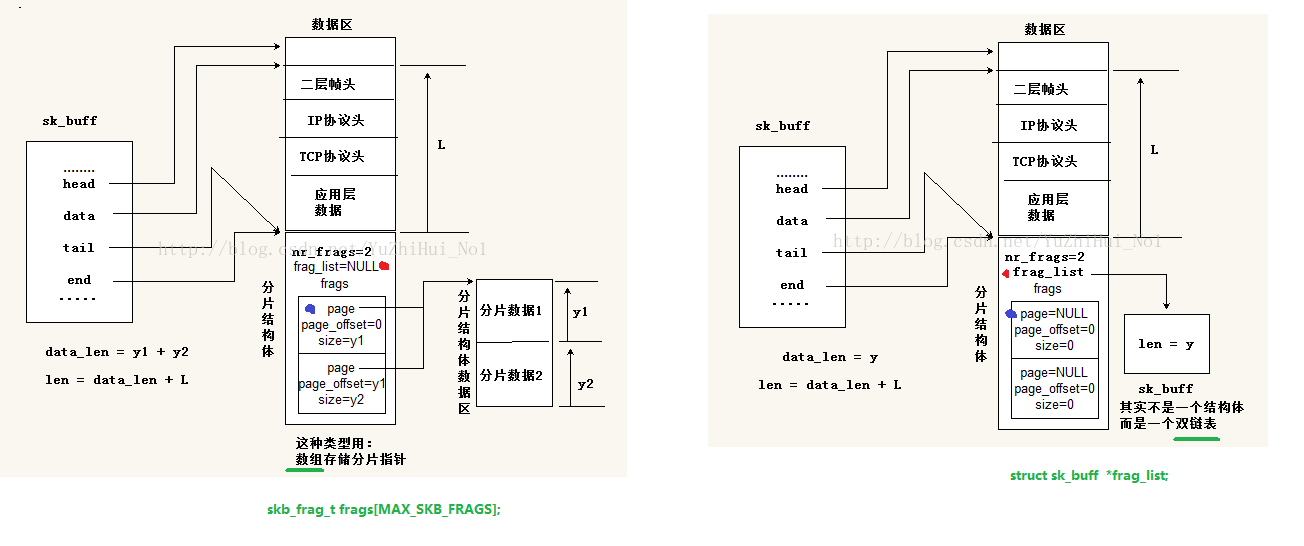 数据区
二层帧头
IP协议头
TCP协议头
应用层
数据
L
sk_buff
........
head
data
tail
end
.....
http://blog.csdn.net/YuZhiHui_No1
nr_frags=2
frag_list=NULL
frags
page
page_offset=0
size=y1
page
page_offset=y1
size=y2
分片结构体
分片结构体数据区
分片数据1
分片数据2
y1
y2
data_len = y1 + y2
len = data_len + L
这种类型用:
数组存储分片指针
skb_frag_t frags[MAX_SKB_FRAGS];
数据区
二层帧头
IP协议头
TCP协议头
应用层
数据
L
sk_buff
........
head
data
tail
end
.....
http://blog.csdn.net/YuZhiHui_No1
nr_frags=2
frag_list
frags
page=NULL
page_offset=0
size=0
page=NULL
page_offset=0
size=0
分片结构体
len = y
sk_buff
其实不是一个结构体
而是一个双链表
data_len = y
len = data_len + L
struct sk_buff *frag_list;